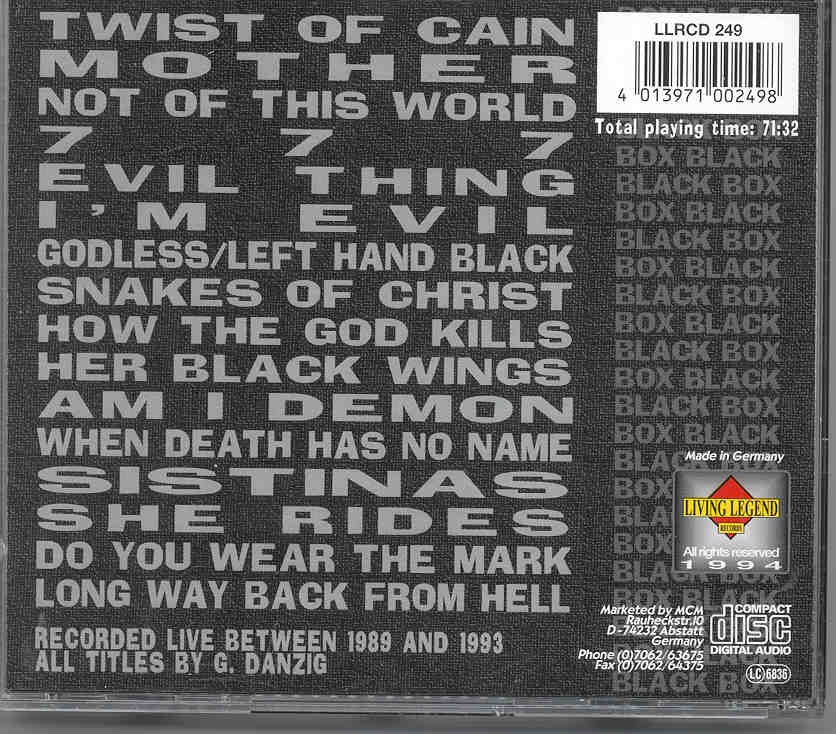 TWIST OF CAIN
MOTHER
NOT OF THIS WORLD
7 7 7
EVIL THING
I'M EVIL
GODLESS/LEFT HAND BLACK
SNAKES OF CHRIST
HOW THE GOD KILLS
HER BLACK WINGS
AM I DEMON
WHEN DEATH HAS NO NAME
SISTINAS
SHE RIDES
DO YOU WEAR THE MARK
LONG WAY BACK FROM HELL
RECORDED LIVE BETWEEN 1989 AND 1993
ALL TITLES BY G. DANZIG
LLRCD 249
4 013971 002498
Total playing time: 71:32
BOX BLACK
BLACK BOX
BOX BLACK
BLACK BOX
BOX BLACK
BLACK BOX
BOX BLACK
BLACK BOX
BOX BLACK
BLACK BOX
BOX BLACK
Made in Germany
LIVING LEGEND
RECORDS
All rights reserved
1994
BLACK BOX
Marketed by MCM
Rauheckstr.10
D-74232 Abstatt
Germany
Phone (0)7062/63675
Fax (0)7062/64375
COMPACT
disc
DIGITAL AUDIO
LC 6836
BLACK BOX